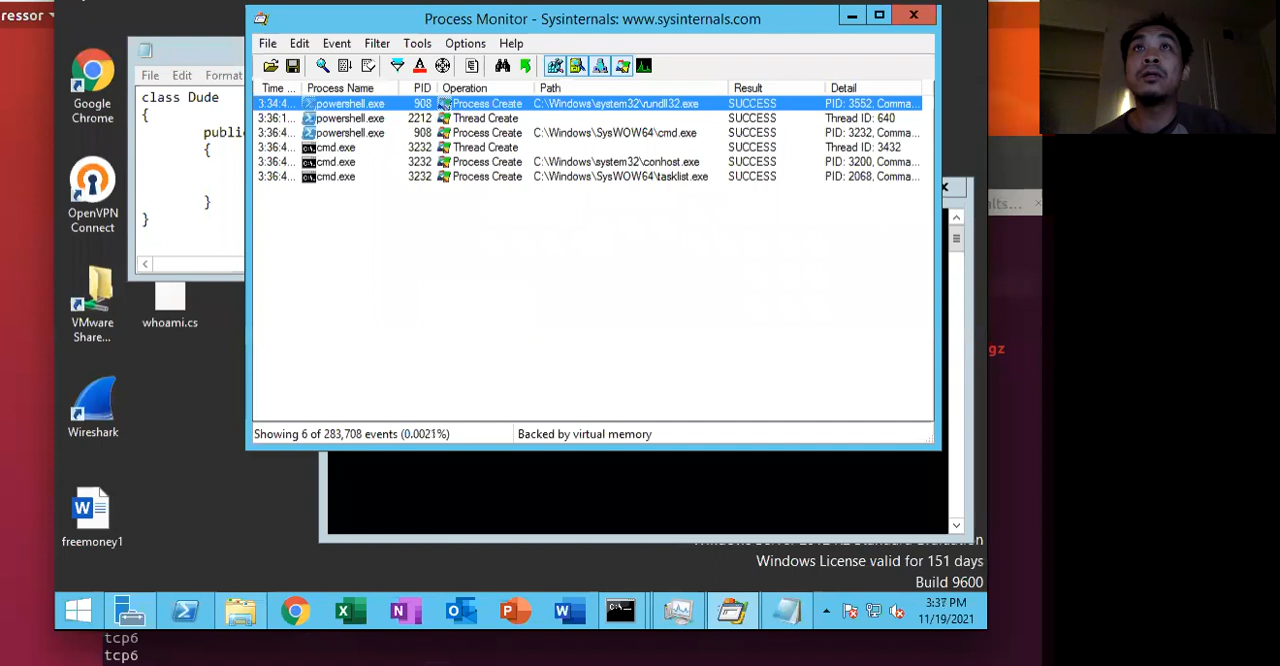 ressor
Process Monitor - Sysinternals: www.sysinternals.com
File Edit Event Filter Tools Options Help
Time ... Process Name PID Operation Path Result Detail
3:34:4... powershell.exe 908 Process Create C:\Windows\system32\rundll32.exe SUCCESS PID: 3552, Comma...
3:36:1... powershell.exe 2212 Thread Create SUCCESS Thread ID: 640
3:36:4... powershell.exe 908 Process Create C:\Windows\SysWOW64\cmd.exe SUCCESS PID: 3232, Comma...
3:36:4... cmd.exe 3232 Thread Create SUCCESS Thread ID: 3432
3:36:4... cmd.exe 3232 Process Create C:\Windows\system32\conhost.exe SUCCESS PID: 3200, Comma...
3:36:4... cmd.exe 3232 Process Create C:\Windows\SysWOW64\tasklist.exe SUCCESS PID: 2068, Comma...
Showing 6 of 283,708 events (0.0021%) Backed by virtual memory
File Edit Format
class Dude
{
public
{
}
}
Google
Chrome
OpenVPN
Connect
VMware
Share...
whoami.cs
Wireshark
freemoney1
alts...
gz
Windows License valid for 151 days
Build 9600
3:37 PM
11/19/2021
tcp6
tcp6